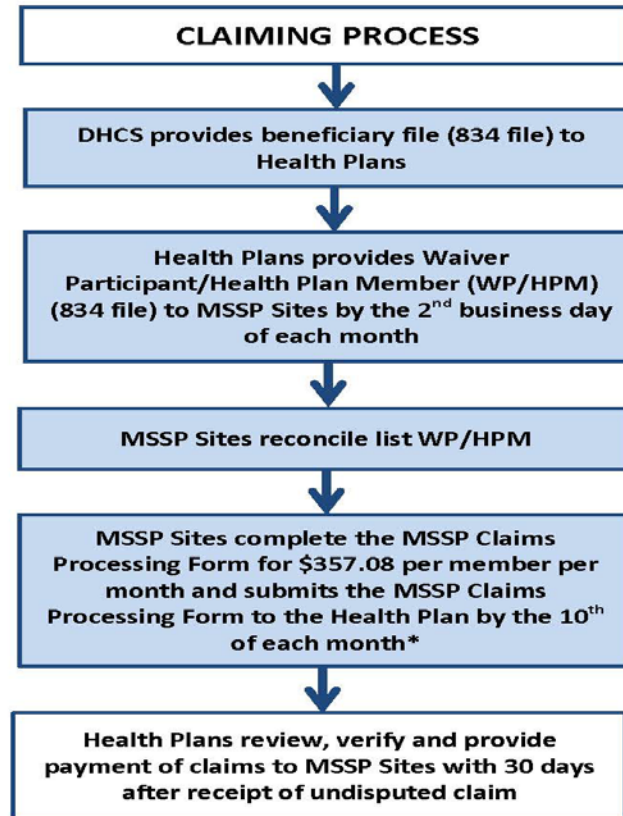 CLAIMING PROCESS
DHCS provides beneficiary file (834 file) to
Health Plans
Health Plans provides Waiver
Participant/Health Plan Member (WP/HPM)
(834 file) to MSSP Sites by the 2nd business day
of each month
MSSP Sites reconcile list WP/HPM
MSSP Sites complete the MSSP Claims
Processing Form for $357.08 per member per
month and submits the MSSP Claims
Processing Form to the Health Plan by the 10th
of each month*
Health Plans review, verify and provide
payment of claims to MSSP Sites with 30 days
after receipt of undisputed claim